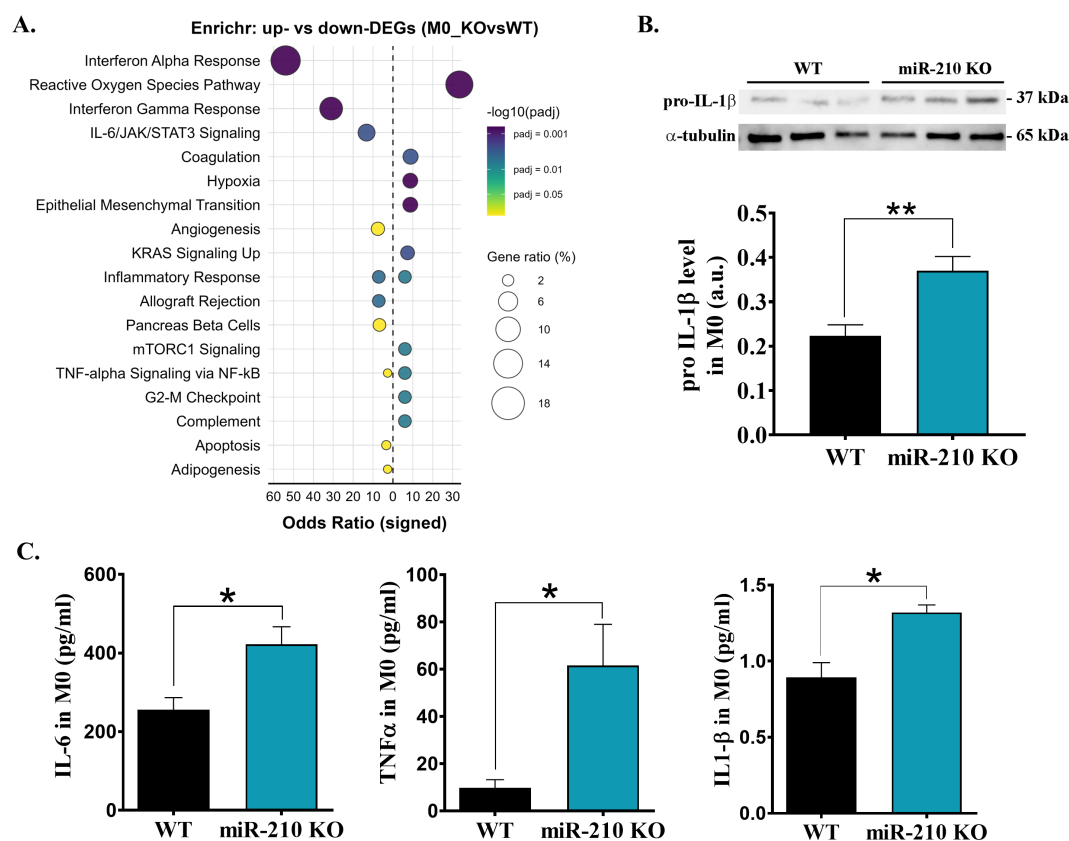 A.
Enrichr: up- vs down-DEGs (M0_KOvsWT)
Interferon Alpha Response
Reactive Oxygen Species Pathway
Interferon Gamma Response
IL-6/JAK/STAT3 Signaling
Coagulation
Hypoxia
Epithelial Mesenchymal Transition
Angiogenesis
KRAS Signaling Up
Inflammatory Response
Allograft Rejection
Pancreas Beta Cells
mTORC1 Signaling
TNF-alpha Signaling via NF-kB
G2-M Checkpoint
Complement
Apoptosis
Adipogenesis
60 50 40 30 20 10 0 10 20 30
Odds Ratio (signed)
-log10(padj)
padj = 0.001
padj = 0.01
padj = 0.05
Gene ratio (%)
2
6
10
14
18
B.
WT miR-210 KO
pro-IL-1β - 37 kDa
α-tubulin - 65 kDa
pro IL-1β level
in M0 (a.u.)
0.5
0.4
0.3
0.2
0.1
0.0
**
WT miR-210 KO
C.
IL-6 in M0 (pg/ml)
600
400
200
0
*
WT miR-210 KO
TNFα in M0 (pg/ml)
100
80
60
40
20
0
*
WT miR-210 KO
IL1-β in M0 (pg/ml)
1.5
1.0
0.5
0.0
*
WT miR-210 KO